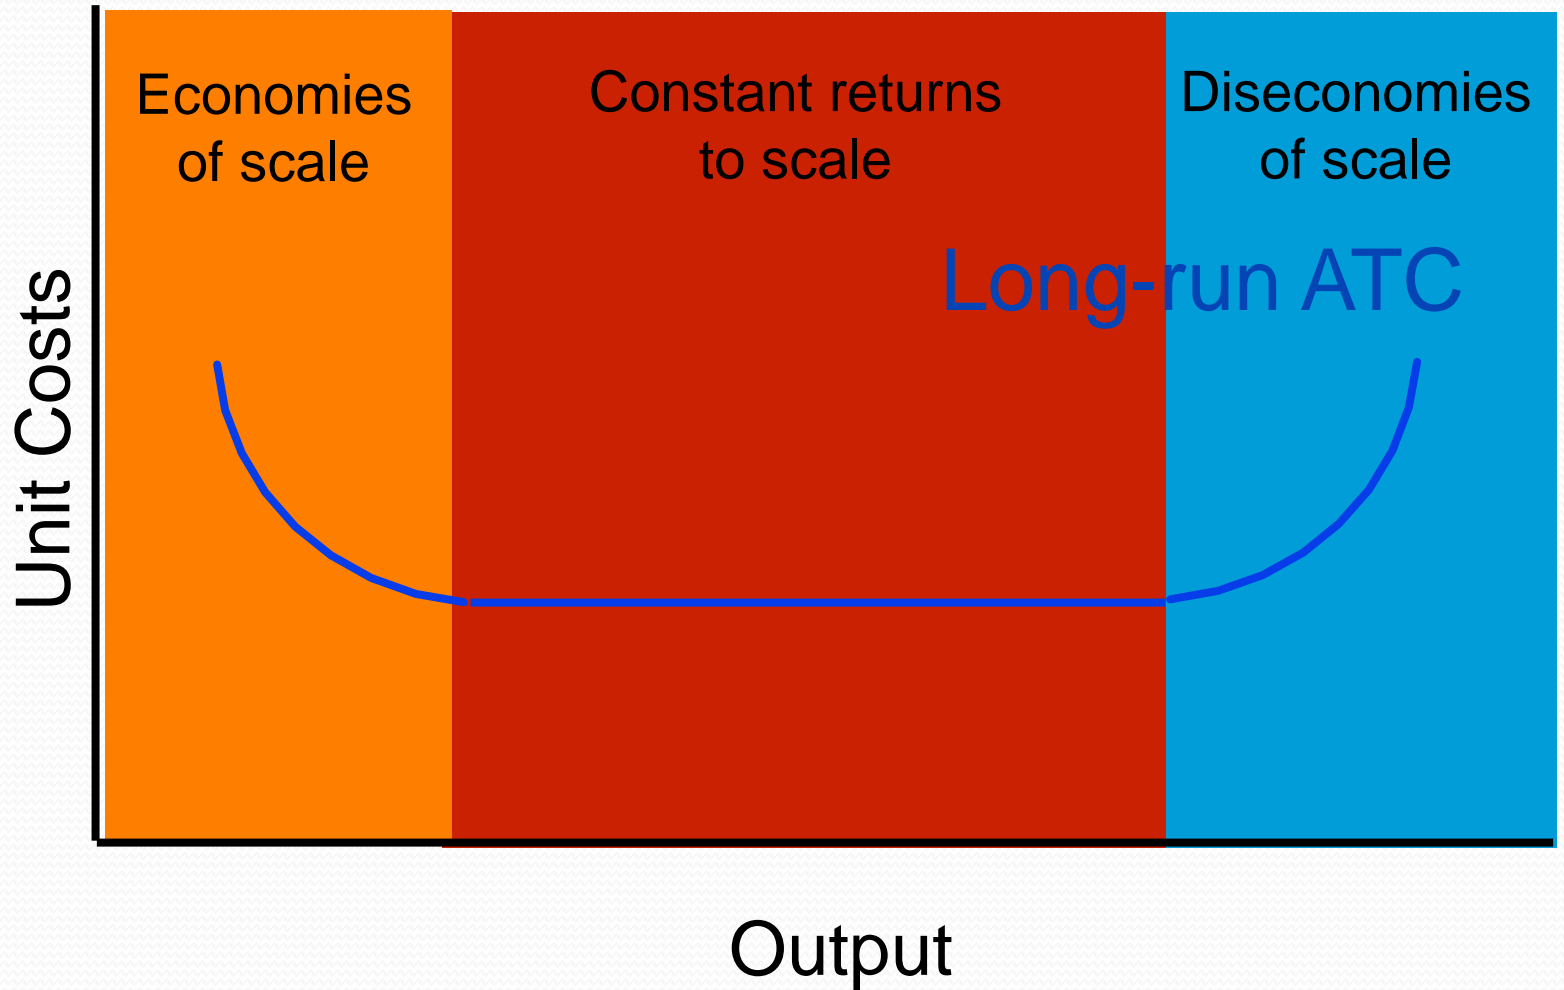 Economies
of scale
Constant returns
to scale
Diseconomies
of scale
Long-run ATC
Unit Costs
Output